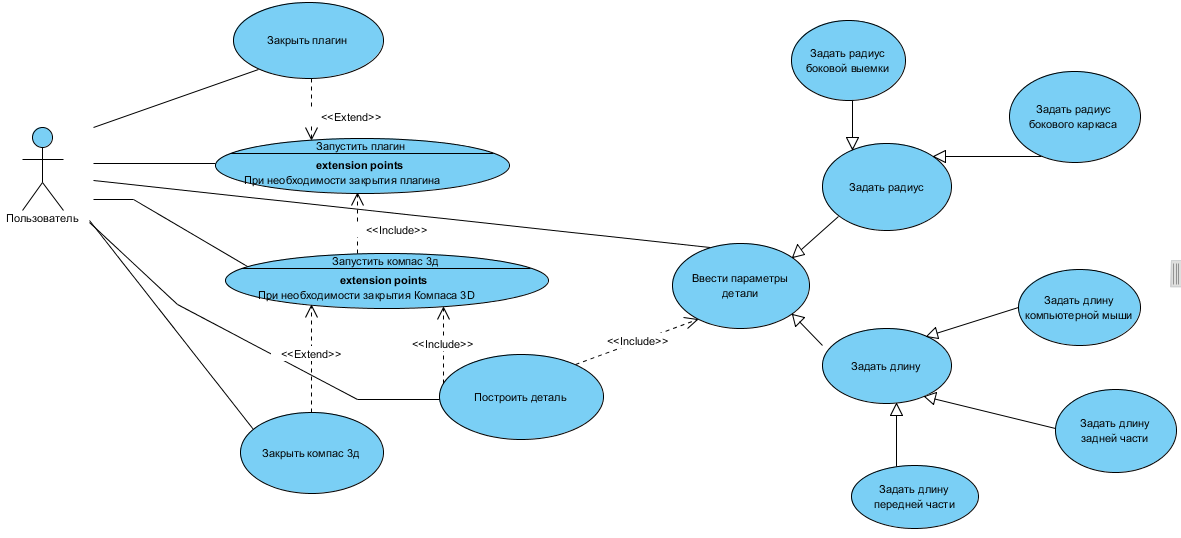 Закрыть плагин
<<Extend>>
Запустить плагин
extension points
При необходимости закрытия плагина
Пользователь
<<Include>>
Запустить компас 3д
extension points
При необходимости закрытия Компаса 3D
<<Extend>>
<<Include>>
<<Include>>
Построить деталь
Закрыть компас 3д
Ввести параметры
детали
Задать радиус
боковой выемки
Задать радиус
бокового каркаса
Задать радиус
Задать длину
компьютерной мыши
Задать длину
Задать длину
задней части
Задать длину
передней части